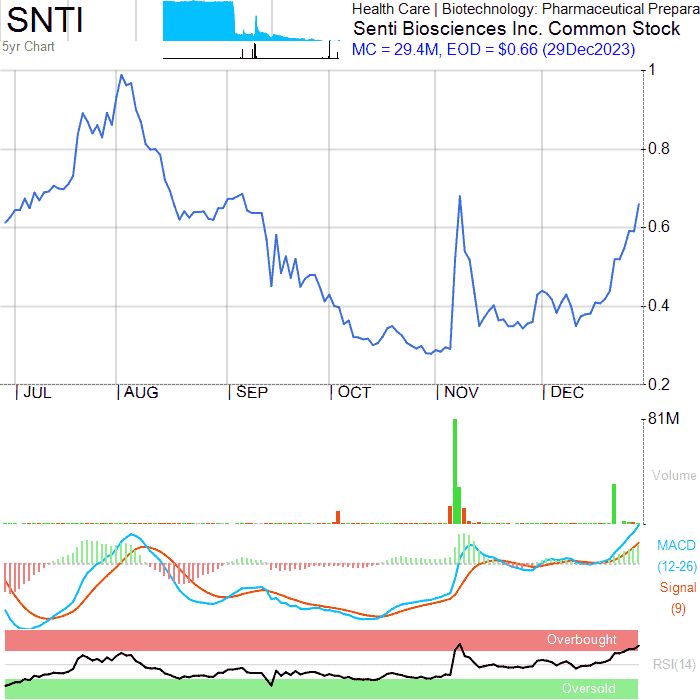 SNTI
5yr Chart
Health Care | Biotechnology: Pharmaceutical Prepara
Senti Biosciences Inc. Common Stock
MC = 29.4M, EOD = $0.66 (29Dec2023)
1
0.8
0.6
0.4
0.2
JUL AUG SEP OCT NOV DEC
81M
Volume
MACD
(12-26)
Signal
(9)
Overbought
RSI(14)
Oversold